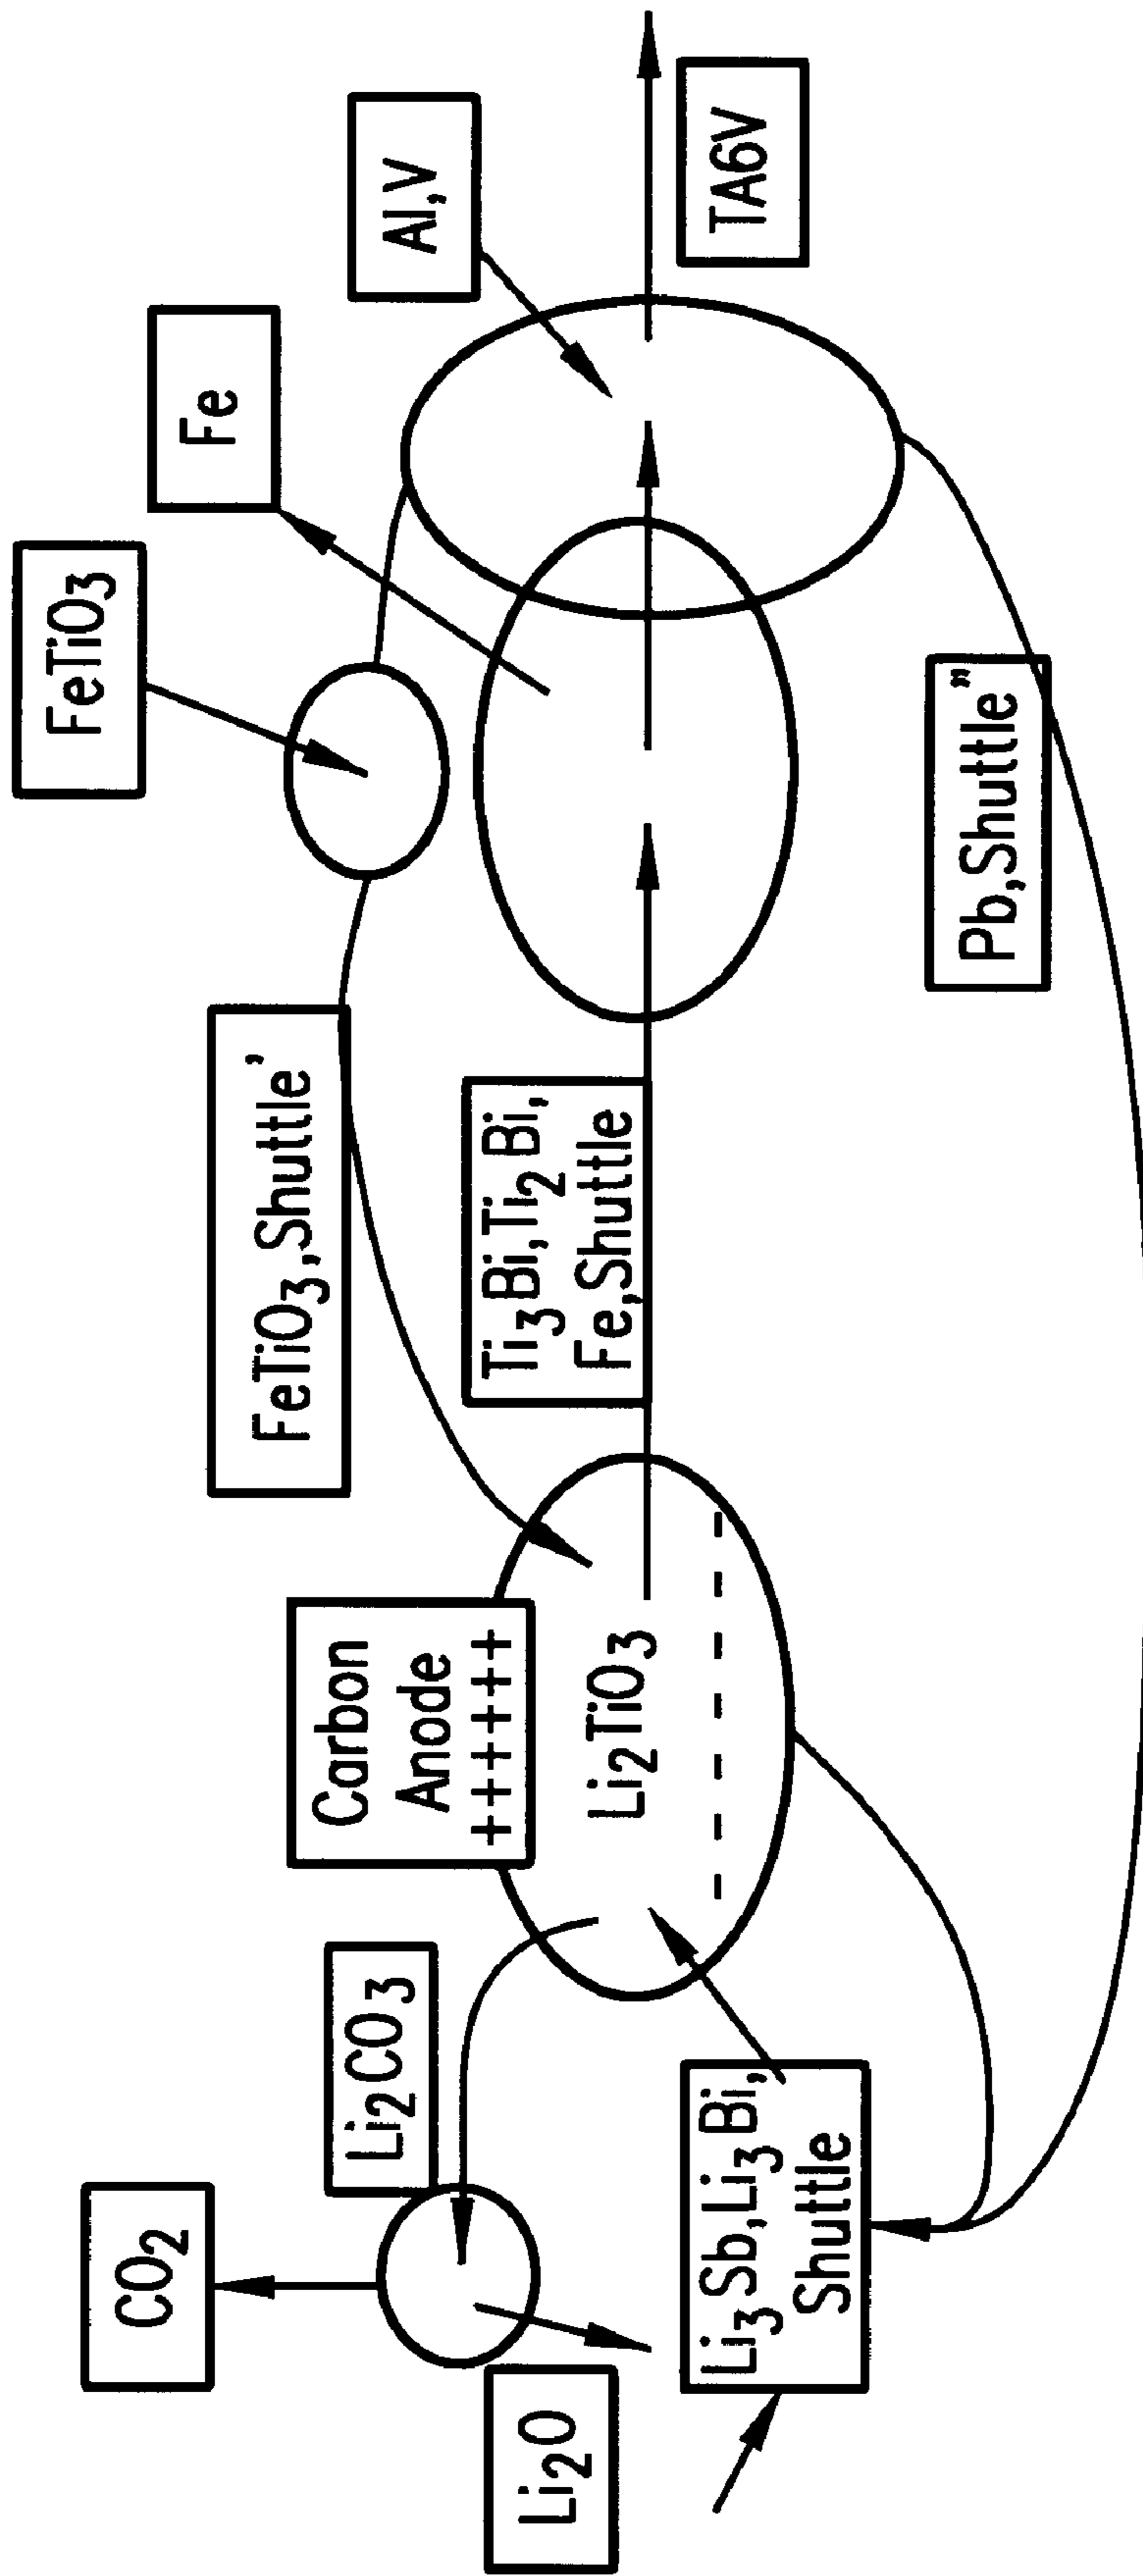 CO₂
Li₂O
Li₂CO₃
Li₃Sb,Li₃Bi,
Shuttle
Carbon
Anode
++++++
Li₂TiO₃
– – – – – – – –
FeTiO₃,Shuttle'
Ti₃Bi,Ti₂Bi,
Fe,Shuttle
FeTiO₃
Fe
Pb,Shuttle"
Al,V
TA6V